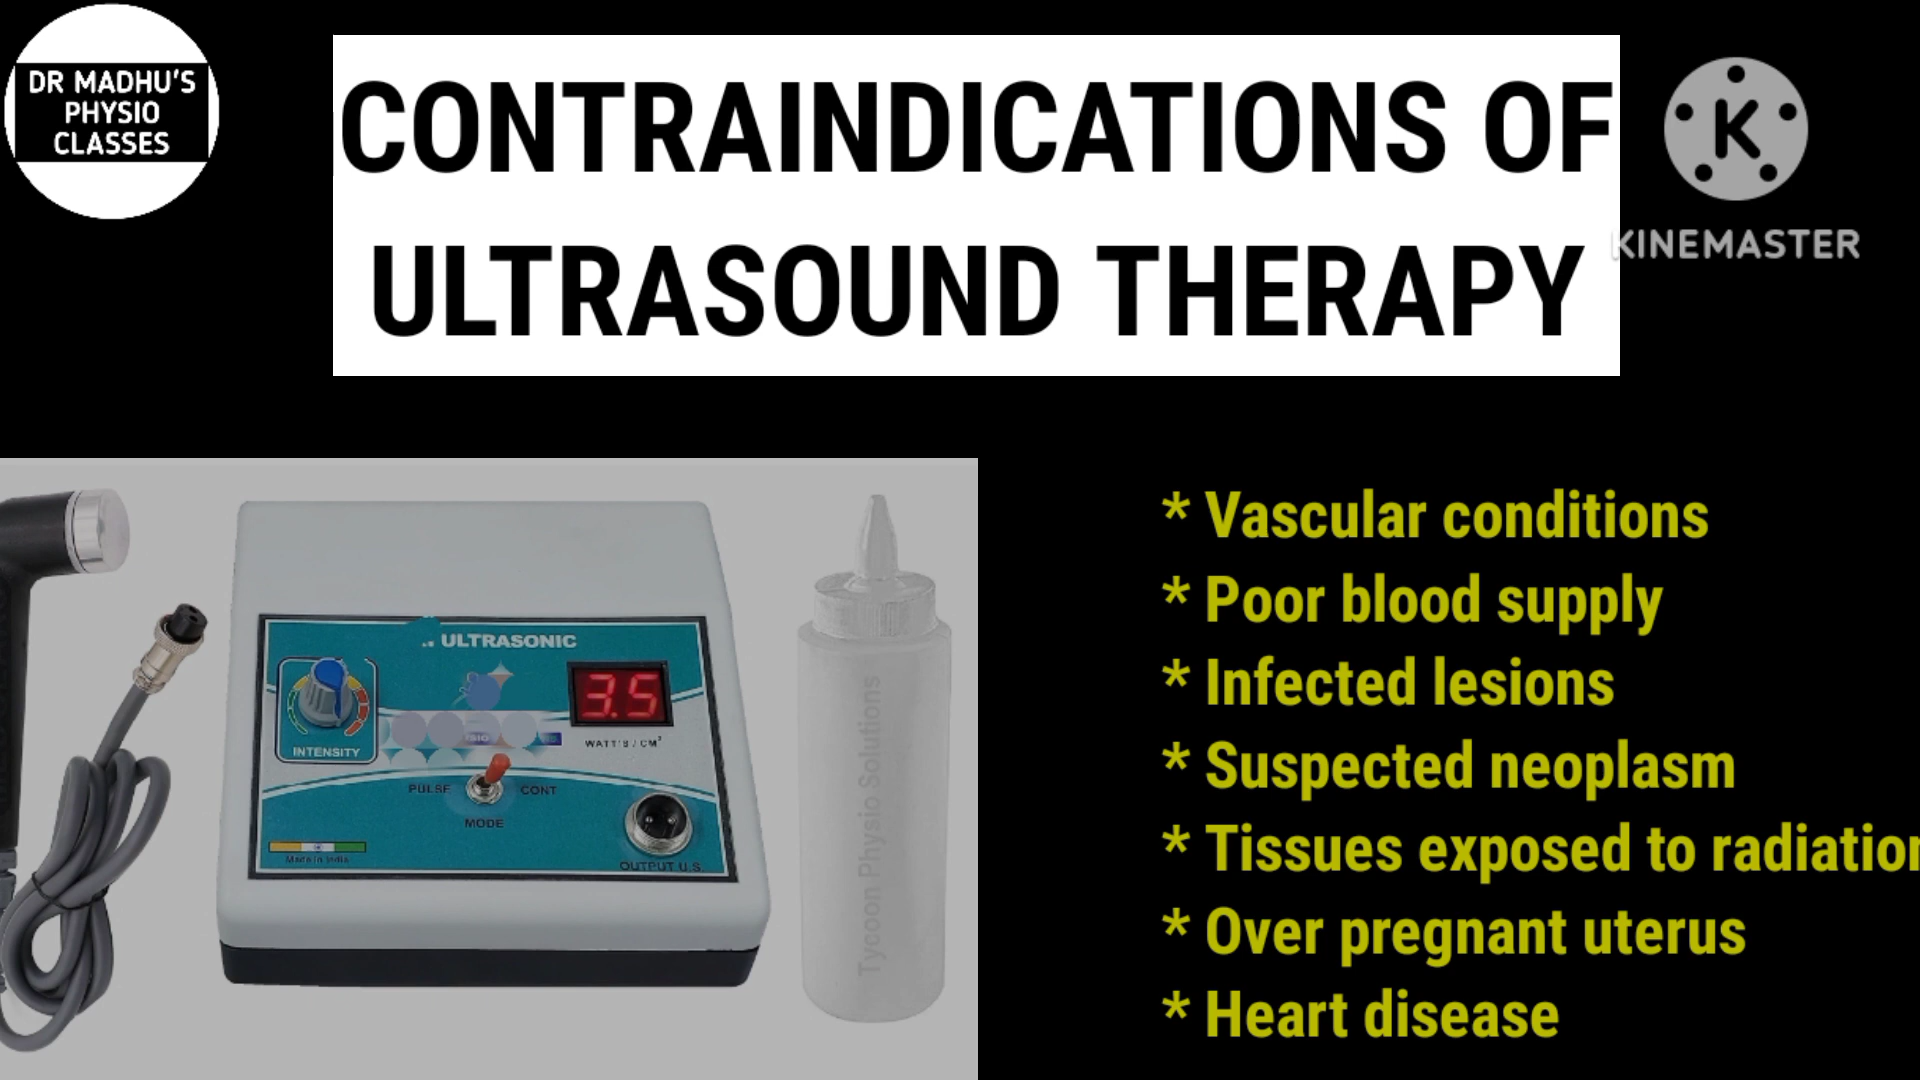 DR MADHU'S
PHYSIO
CLASSES
CONTRAINDICATIONS OF
ULTRASOUND THERAPY
K
KINEMASTER
ULTRASONIC
3.5
WATT'S / CM²
INTENSITY
PULSE
CONT
MODE
Made in India
OUTPUT U.S.
Tycoon Physio Solutions
* Vascular conditions
* Poor blood supply
* Infected lesions
* Suspected neoplasm
* Tissues exposed to radiation
* Over pregnant uterus
* Heart disease